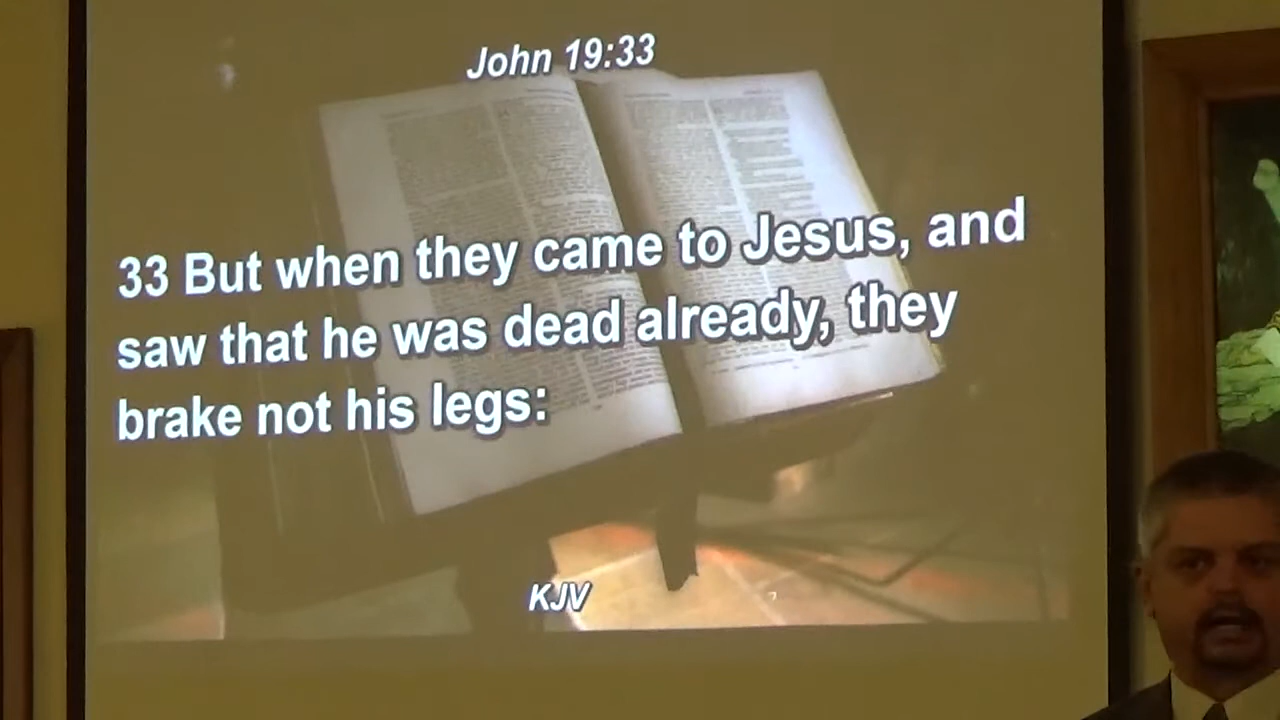 John 19:33
33 But when they came to Jesus, and
saw that he was dead already, they
brake not his legs:
KJV